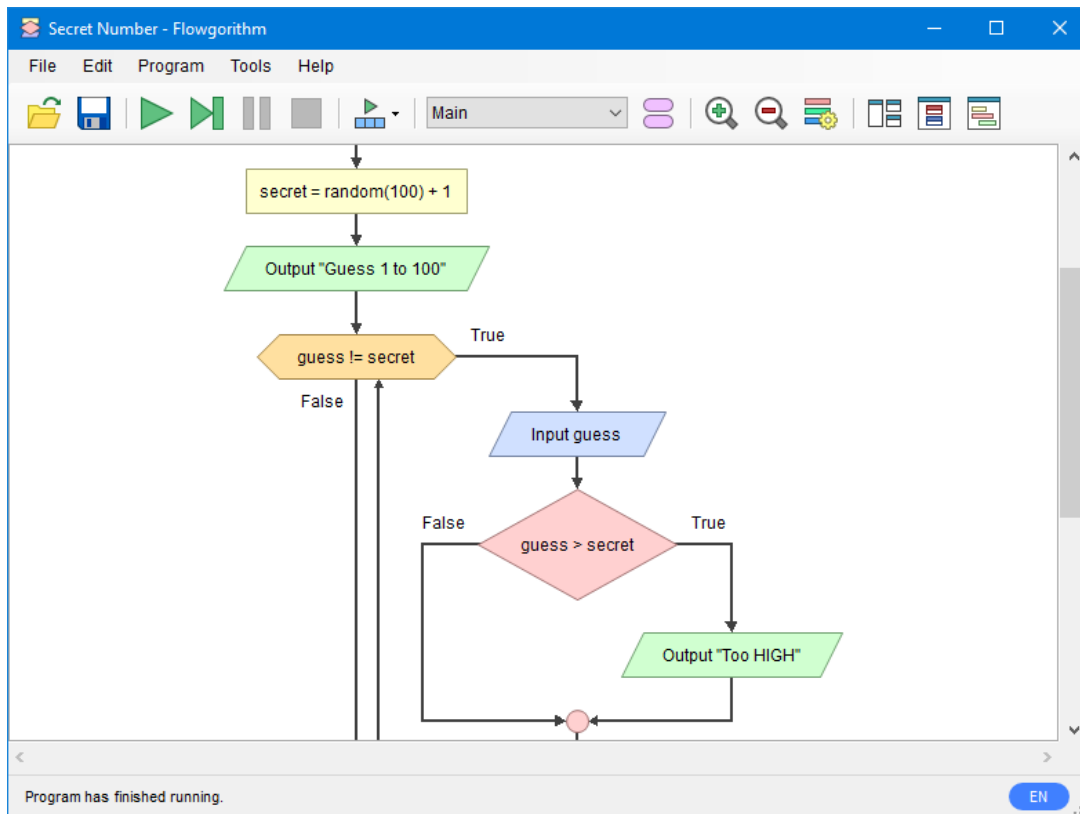 Secret Number - Flowgorithm
File Edit Program Tools Help
Main
secret = random(100) + 1
Output "Guess 1 to 100"
True
guess != secret
False
Input guess
False
True
guess > secret
Output "Too HIGH"
Program has finished running.
EN